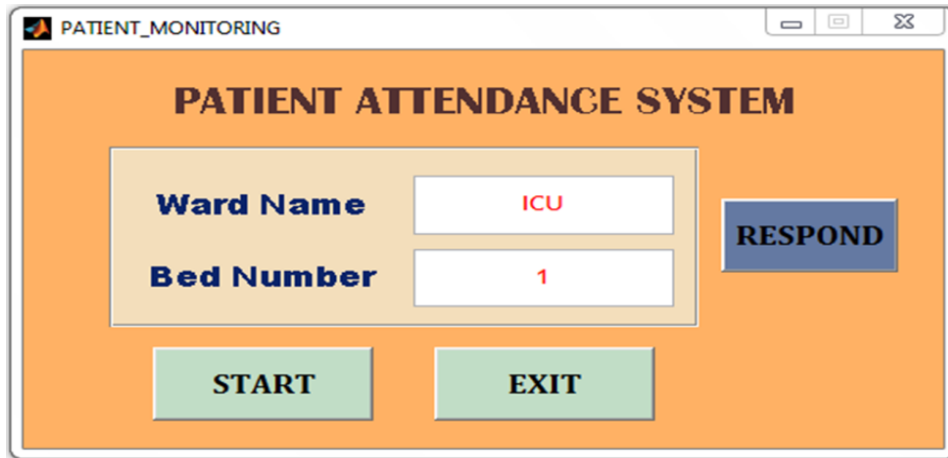 PATIENT_MONITORING
PATIENT ATTENDANCE SYSTEM
Ward Name ICU
RESPOND
Bed Number 1
START EXIT